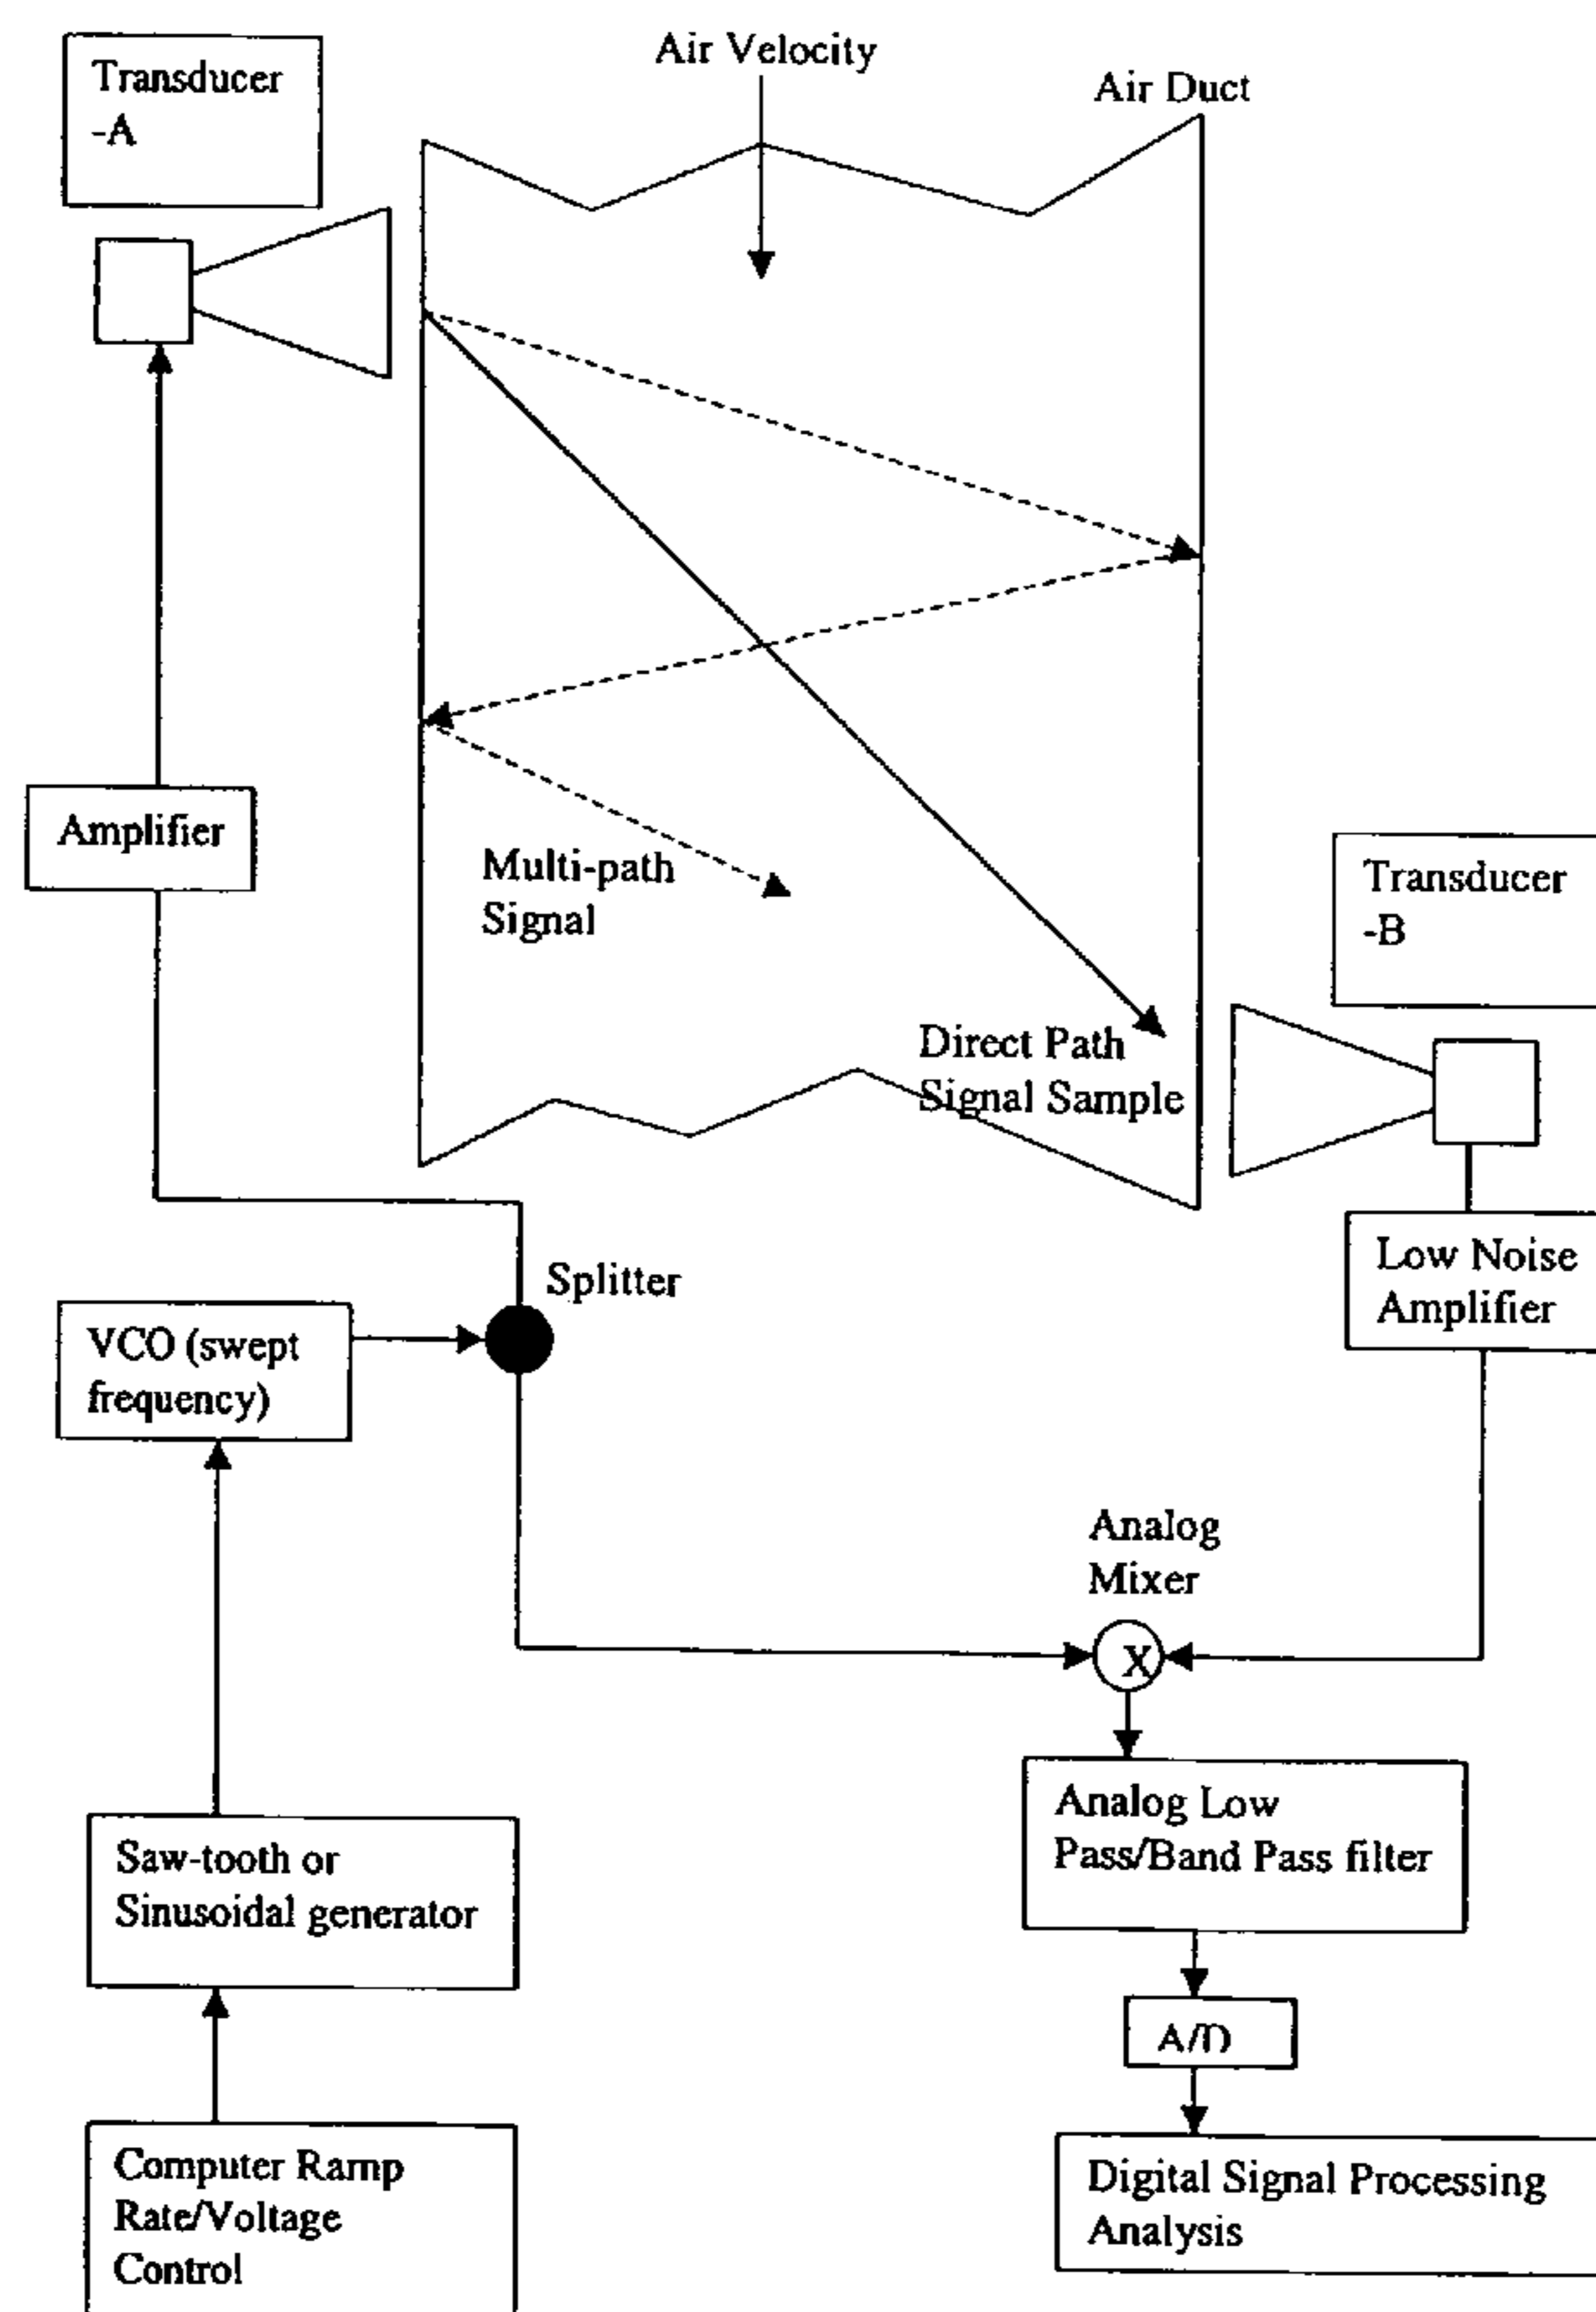 Transducer
-A
Air Velocity
Air Duct
Amplifier
Multi-path
Signal
Transducer
-B
Direct Path
Signal Sample
Low Noise
Amplifier
Splitter
VCO (swept
frequency)
Analog
Mixer
X
Analog Low
Pass/Band Pass filter
Saw-tooth or
Sinusoidal generator
A/D
Computer Ramp
Rate/Voltage
Control
Digital Signal Processing
Analysis